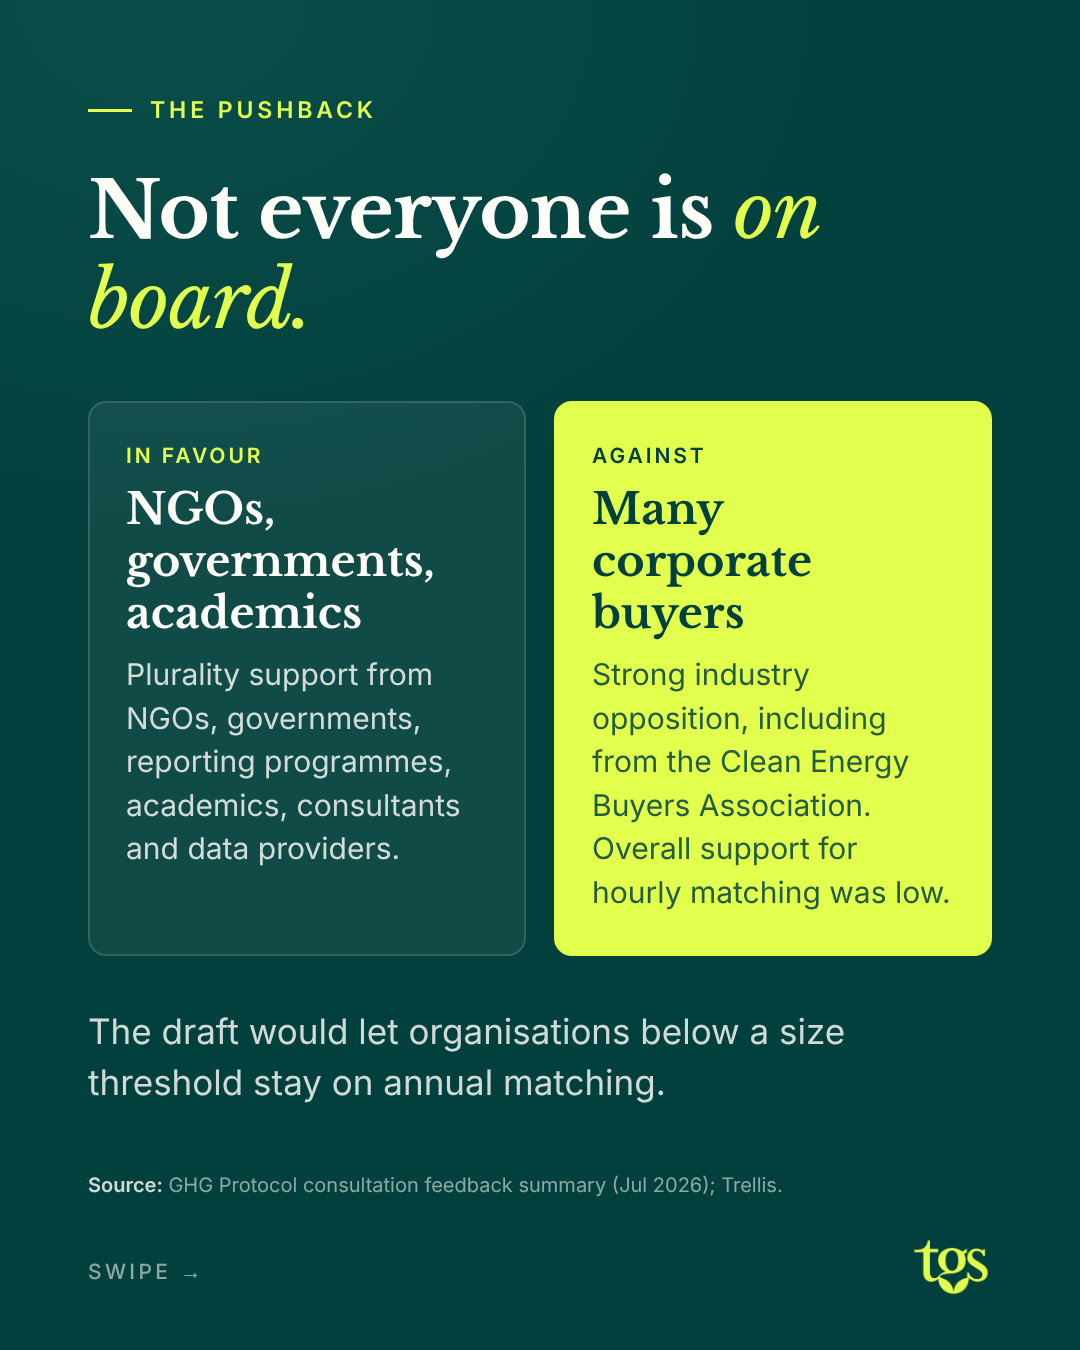 THE PUSHBACK
Not everyone is on
board.
IN FAVOUR
NGOs,
governments,
academics
Plurality support from
NGOs, governments,
reporting programmes,
academics, consultants
and data providers.
AGAINST
Many
corporate
buyers
Strong industry
opposition, including
from the Clean Energy
Buyers Association.
Overall support for
hourly matching was low.
The draft would let organisations below a size
threshold stay on annual matching.
Source: GHG Protocol consultation feedback summary (Jul 2026); Trellis.
SWIPE →
tgs